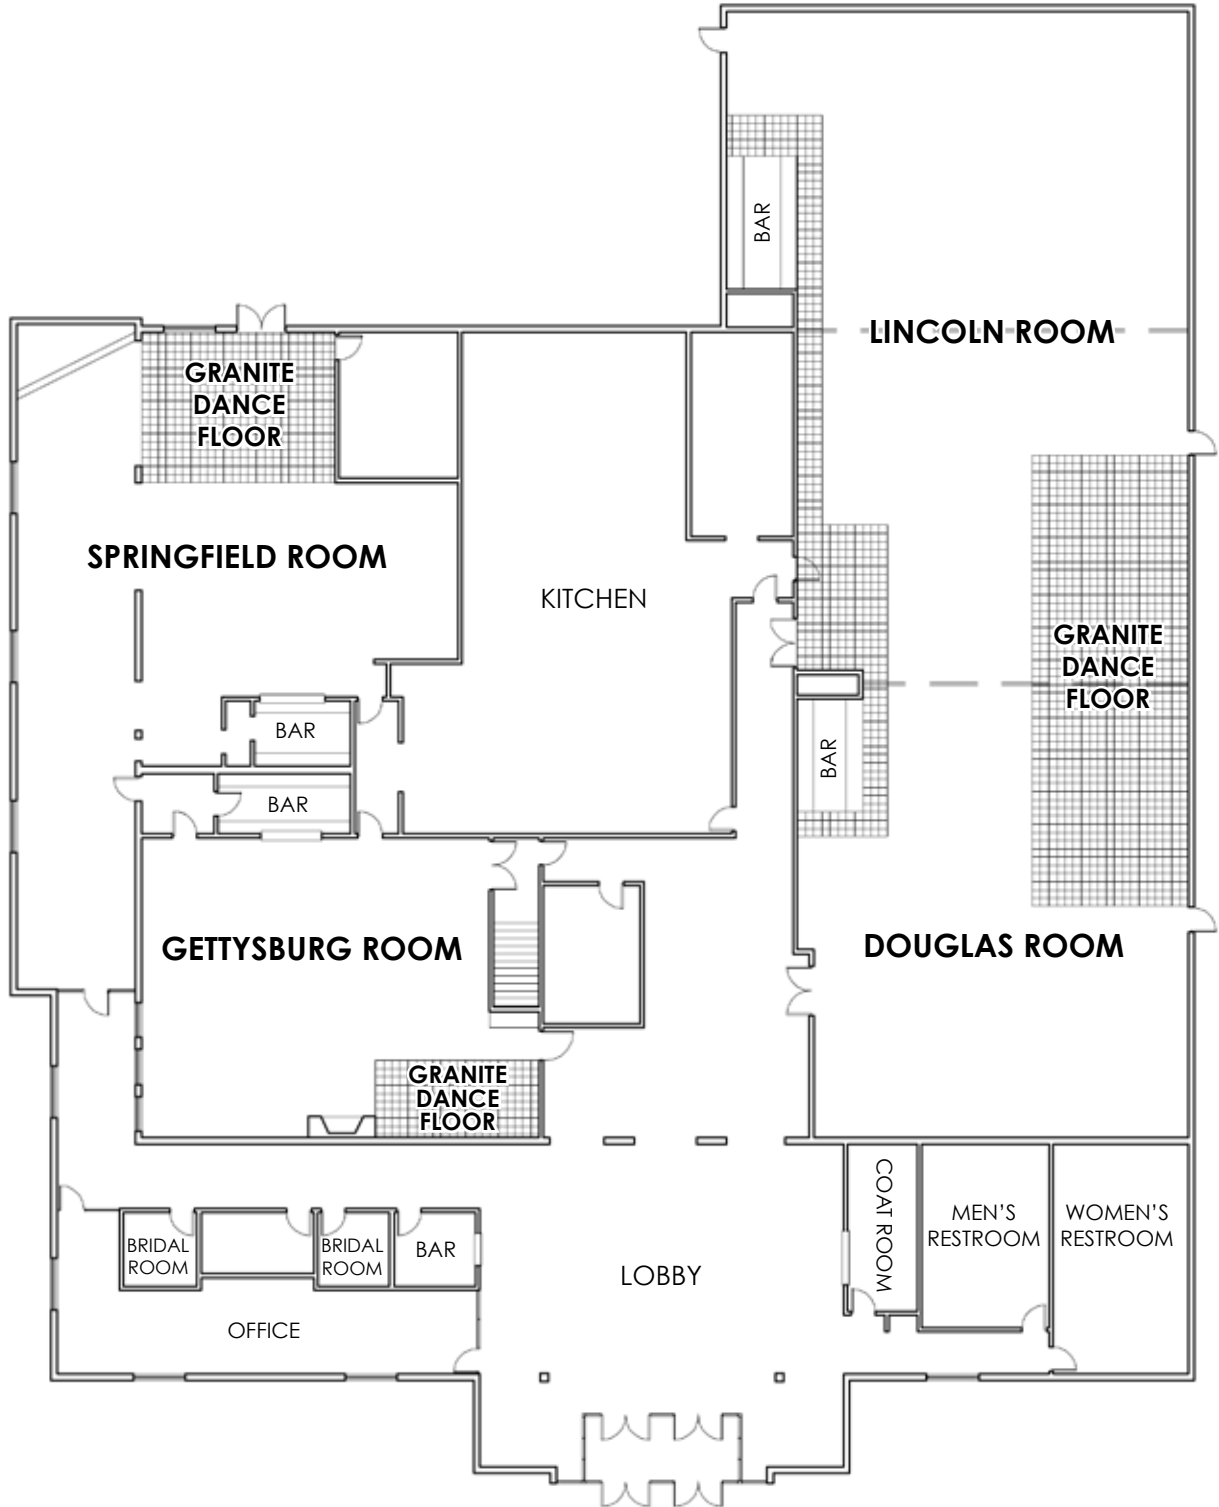 BAR
LINCOLN ROOM
GRANITE
DANCE
FLOOR
SPRINGFIELD ROOM
KITCHEN
GRANITE
DANCE
FLOOR
BAR
BAR
BAR
GETTYSBURG ROOM
DOUGLAS ROOM
GRANITE
DANCE
FLOOR
COAT ROOM
MEN'S
RESTROOM
WOMEN'S
RESTROOM
BRIDAL
ROOM
BRIDAL
ROOM
BAR
LOBBY
OFFICE